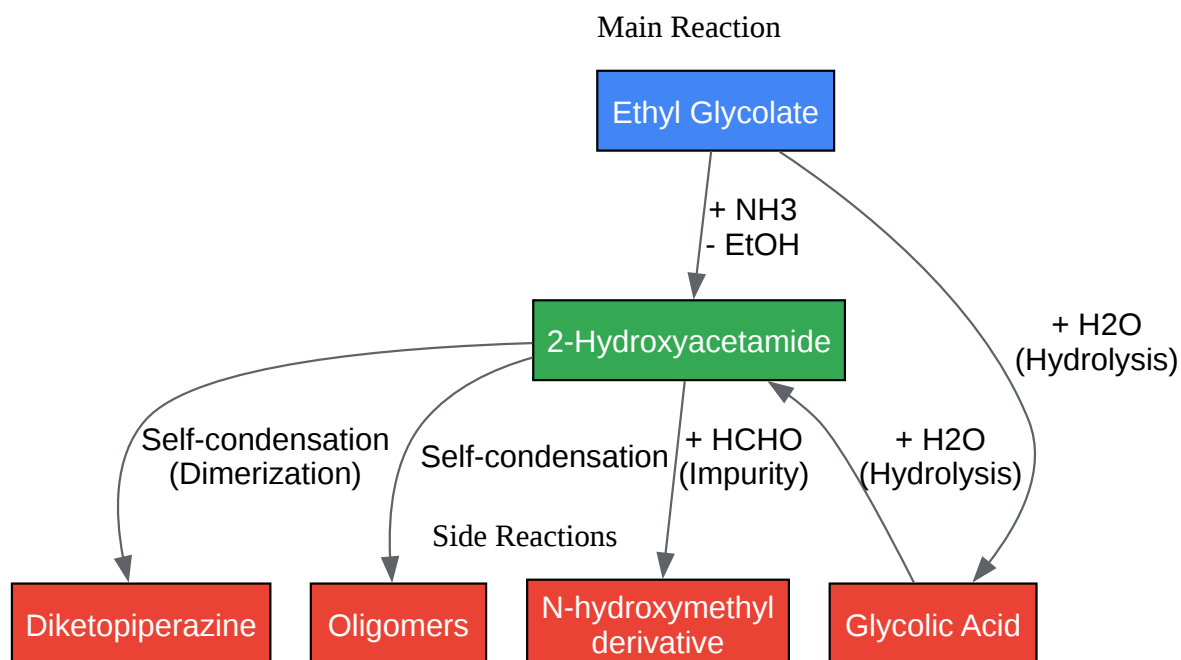 Main Reaction
Ethyl Glycolate
+ NH3
- EtOH
+ H2O
(Hydrolysis)
2-Hydroxyacetamide
Self-condensation
(Dimerization)
Self-condensation
+ HCHO
(Impurity)
+ H2O
(Hydrolysis)
Side Reactions
Diketopiperazine
Oligomers
N-hydroxymethyl
derivative
Glycolic Acid